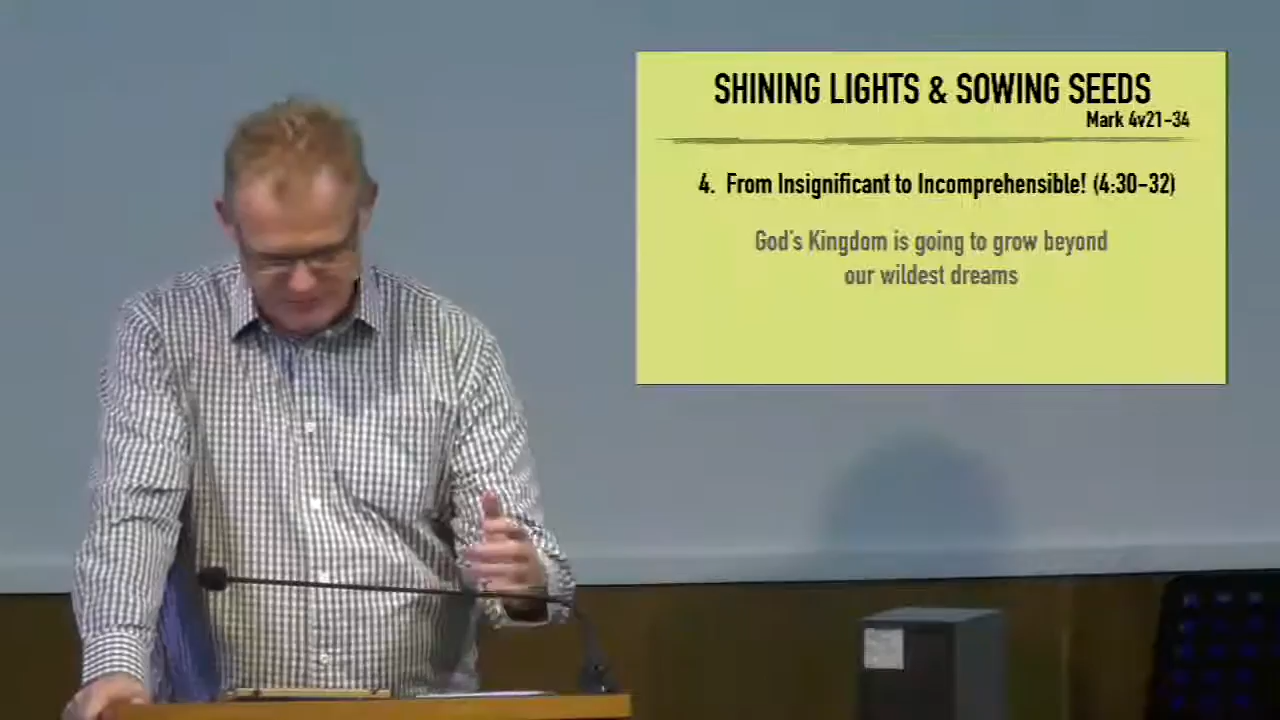 SHINING LIGHTS & SOWING SEEDS
Mark 4v21-34
4. From Insignificant to Incomprehensible! (4:30-32)
God's Kingdom is going to grow beyond
our wildest dreams